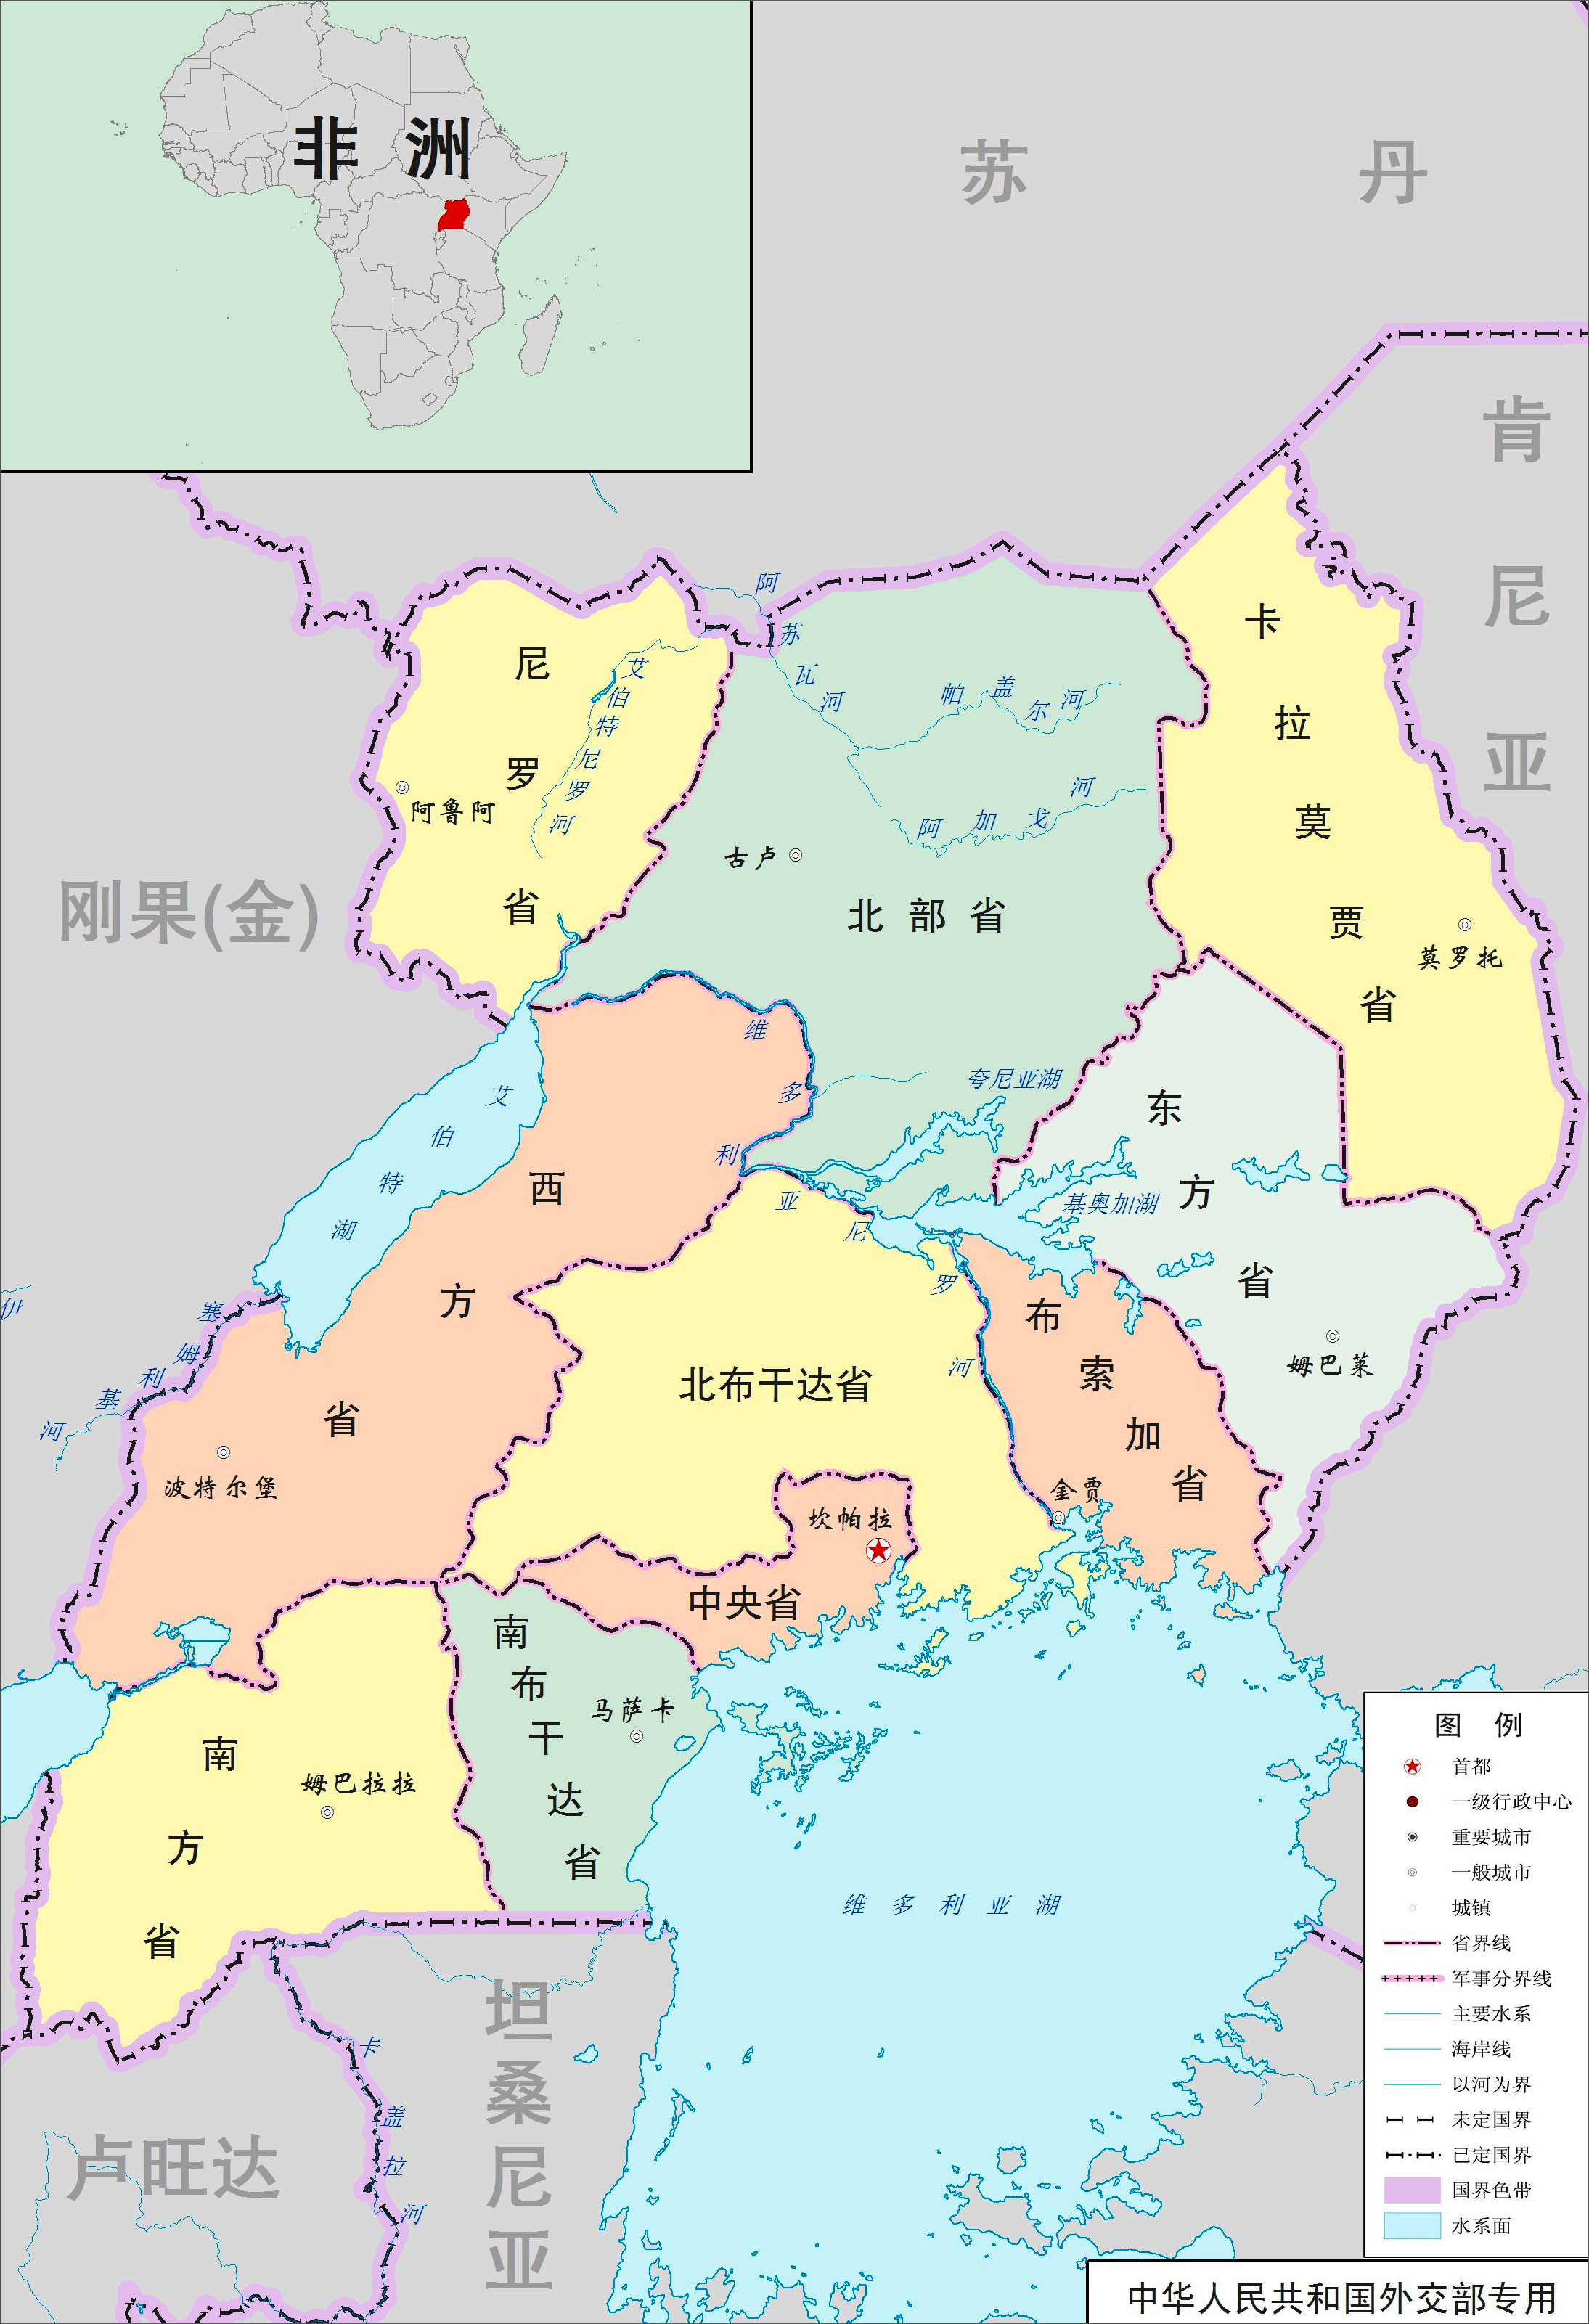 非洲
苏丹
肯尼亚
刚果(金)
尼罗省
艾伯特尼罗河
阿鲁阿
阿苏瓦河
帕盖尔河
阿加戈河
古卢
北部省
卡拉莫贾省
莫罗托
维多利亚尼罗河
夸尼亚湖
基奥加湖
东方省
姆巴莱
艾伯特湖
西方省
塞姆利基河
伊
波特尔堡
北布干达省
布索加省
金贾
坎帕拉
中央省
南布干达省
马萨卡
南方省
姆巴拉拉
维多利亚湖
坦桑尼亚
卢旺达
卡盖拉河
图例
首都
一级行政中心
重要城市
一般城市
城镇
省界线
军事分界线
主要水系
海岸线
以河为界
未定国界
已定国界
国界色带
水系面
中华人民共和国外交部专用